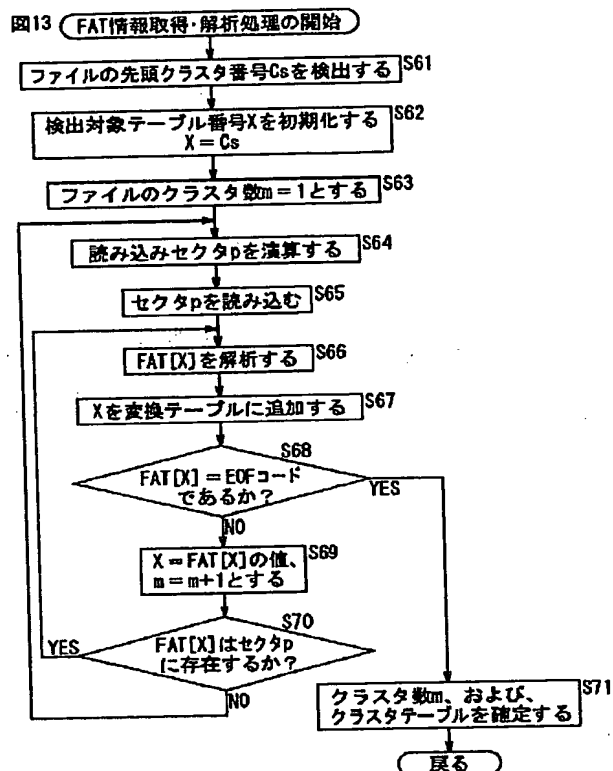 図13
FAT情報取得・解析処理の開始
ファイルの先頭クラスタ番号Csを検出する
S61
検出対象テーブル番号Xを初期化する
X=Cs
S62
ファイルのクラスタ数m=1とする
S63
読み込みセクタpを演算する
S64
セクタpを読み込む
S65
FAT[X]を解析する
S66
Xを変換テーブルに追加する
S67
S68
FAT[X]=EOFコード
であるか?
YES
NO
X=FAT[X]の値、
m=m+1とする
S69
S70
YES
FAT[X]はセクタp
に存在するか?
NO
クラスタ数m、および、
クラスタテーブルを確定する
S71
戻る